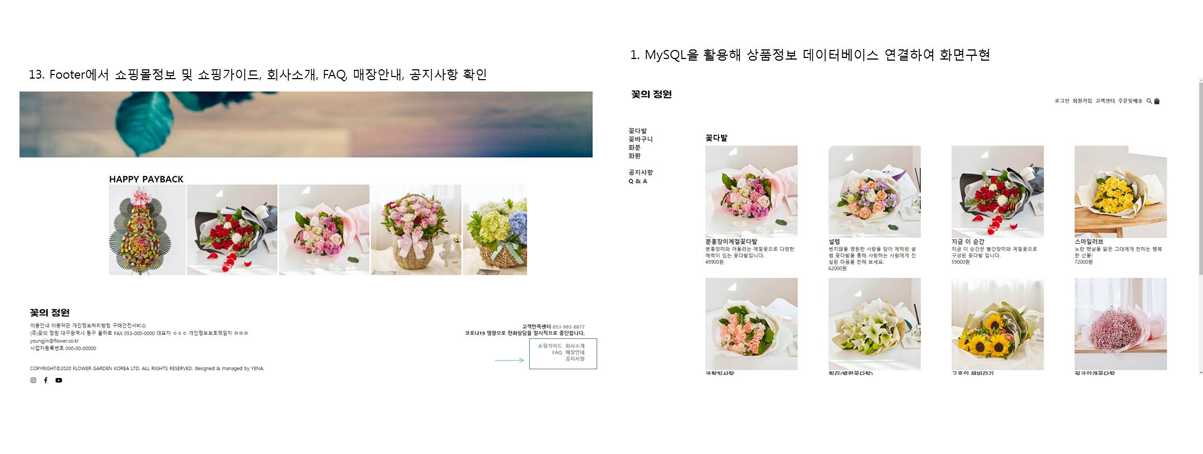 13. Footer에서 쇼핑몰정보 및 쇼핑가이드, 회사소개, FAQ, 매장안내, 공지사항 확인
HAPPY PAYBACK
꽃의 정원
이용안내 이용약관 개인정보처리방침 구매안전서비스
(주)꽃의 정원 대구광역시 동구 율하로 FAX 053-000-0000 대표자 ㅇㅇㅇ 개인정보보호책임자 ㅇㅇㅇ
youngjin@flower.co.kr
사업자등록번호 000-00-00000
COPYRIGHT©2020 FLOWER GARDEN KOREA LTD. ALL RIGHTS RESERVED. designed & managed by YENA.
고객만족센터 053-983-8877
코로나19 영향으로 전화상담을 일시적으로 중단합니다.
쇼핑가이드 회사소개
FAQ 매장안내
공지사항
1. MySQL을 활용해 상품정보 데이터베이스 연결하여 화면구현
꽃의 정원
로그인 회원가입 고객센터 주문및배송
꽃다발
꽃바구니
화분
화환
공지사항
Q & A
꽃다발
분홍장미계절꽃다발
분홍장미와 어울리는 계절꽃으로 다양한
매력이 있는 꽃다발입니다.
49900원
설렘
변치않을 영원한 사랑을 담아 제작된 설
렘 꽃다발을 통해 사랑하는 사람에게 진
실된 마음을 전해 보세요.
62000원
지금 이 순간
지금 이 순간은 빨간장미와 계절꽃으로
구성된 꽃다발 입니다.
59000원
스마일러브
노란 햇살을 닮은 그대에게 전하는 행복
한 선물!
72000원